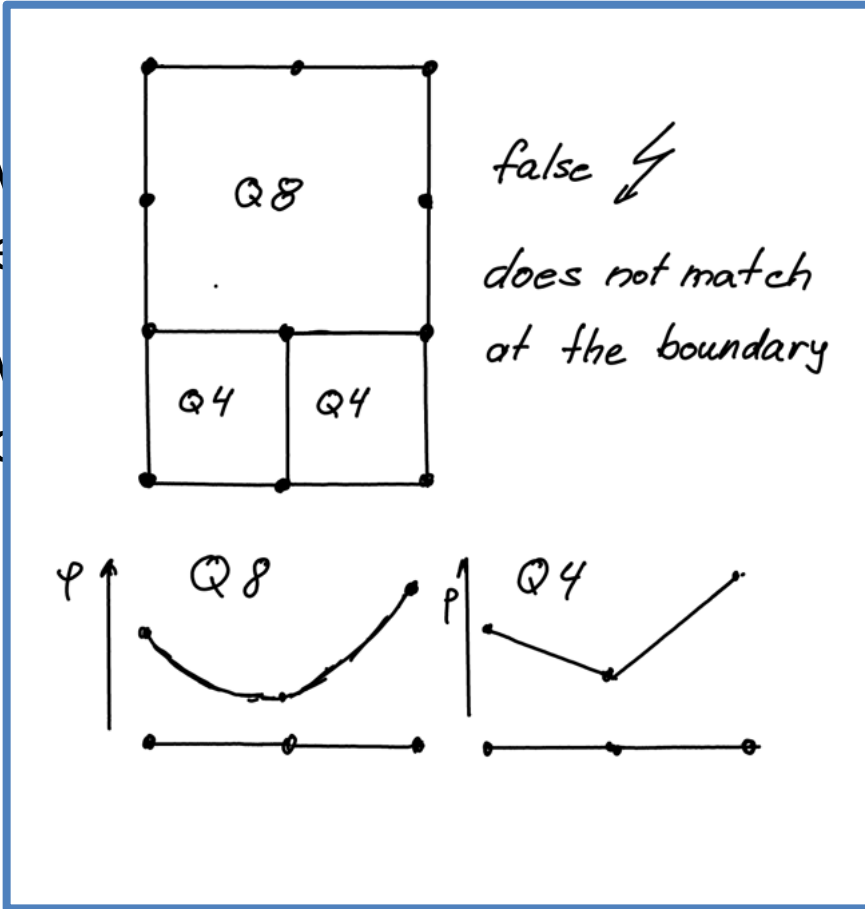 Q8
false
does not match
at the boundary
Q4 Q4
φ Q8
φ Q4